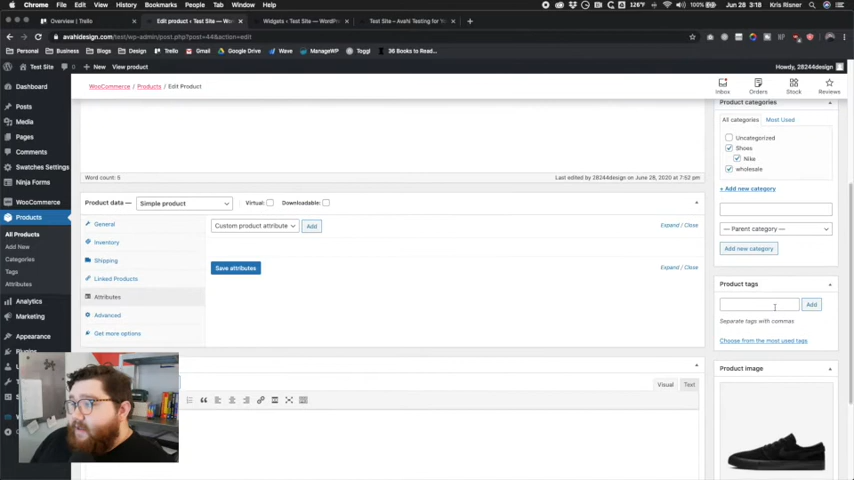 Chrome File Edit View History Bookmarks People Tab Window Help 126°F 100% Jun 28 3:18 Kris Risner
Overview | Trello
Edit product ‹ Test Site — Wo
Widgets ‹ Test Site — WordPr
Test Site – Avahi Testing for Y
avahidesign.com/test/wp-admin/post.php?post=44&action=edit
Personal Business Design Trello Gmail Google Drive Wave ManageWP Toggl 36 Books to Read...
Test Site 0 + New View product
Howdy, 28244design
WooCommerce > Products > Edit Product
Inbox Orders Stock Reviews
Dashboard
Posts
Media
Pages
Comments
Swatches Settings
Ninja Forms
WooCommerce
Products
All Products
Add New
Categories
Tags
Attributes
Analytics
Marketing
Appearance
Plugins
Word count: 5
Last edited by 28244design on June 28, 2020 at 7:52 pm
Product data — Simple product
Virtual:
Downloadable:
General
Inventory
Shipping
Linked Products
Attributes
Advanced
Get more options
Custom product attribute Add
Expand / Close
Save attributes
Expand / Close
Visual Text
Product categories
All categories Most Used
Uncategorized
Shoes
Nike
wholesale
+ Add new category
— Parent category —
Add new category
Product tags
Add
Separate tags with commas
Choose from the most used tags
Product image